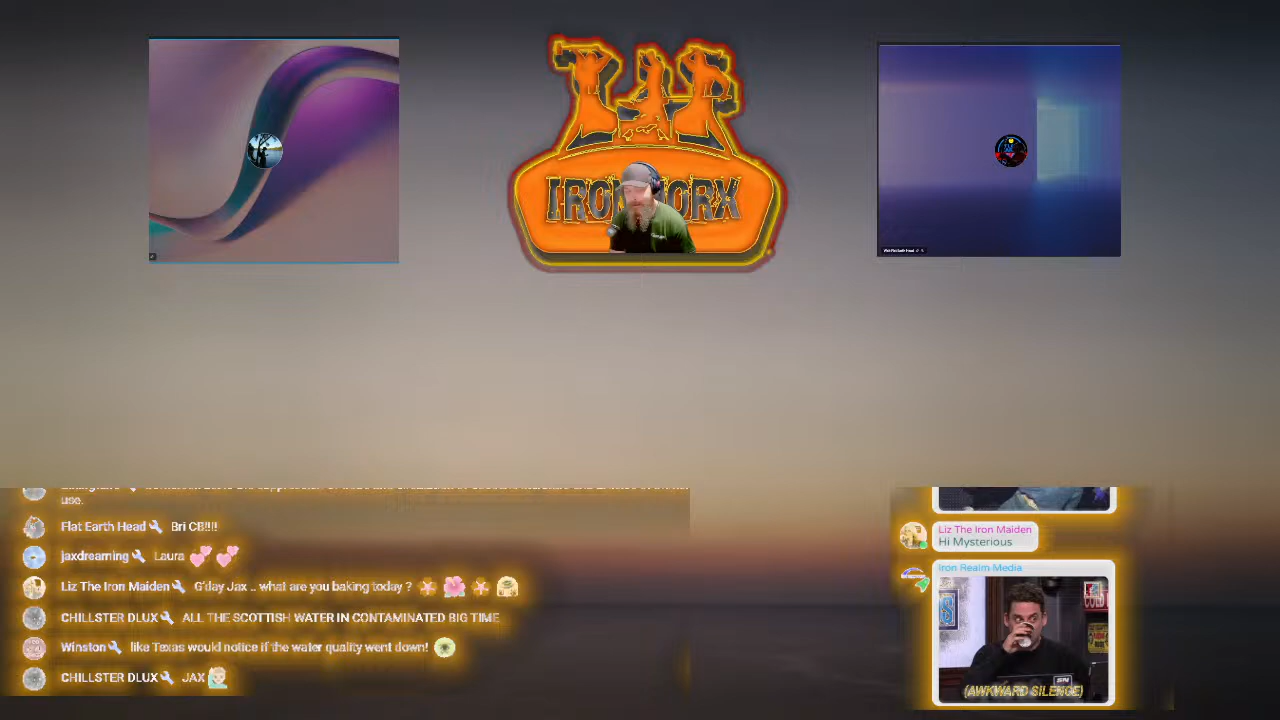 IRONWORX
use.
Flat Earth Head Bri CB!!!!
jaxdreaming Laura 💕 💕
Liz The Iron Maiden G'day Jax .. what are you baking today ?
CHILLSTER DLUX ALL THE SCOTTISH WATER IN CONTAMINATED BIG TIME
Winston like Texas would notice if the water quality went down!
CHILLSTER DLUX JAX
Liz The Iron Maiden
Hi Mysterious
Iron Realm Media
(AWKWARD SILENCE)